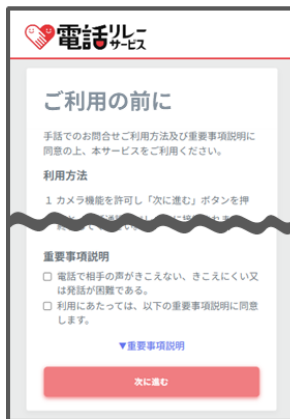 電話リレーサービス
ご利用の前に
手話でのお問合せご利用方法及び重要事項説明に
同意の上、本サービスをご利用ください。
利用方法
1 カメラ機能を許可し「次に進む」ボタンを押
重要事項説明
電話で相手の声がきこえない、きこえにくい又
は発話が困難である。
利用にあたっては、以下の重要事項説明に同意
します。
▼重要事項説明
次に進む